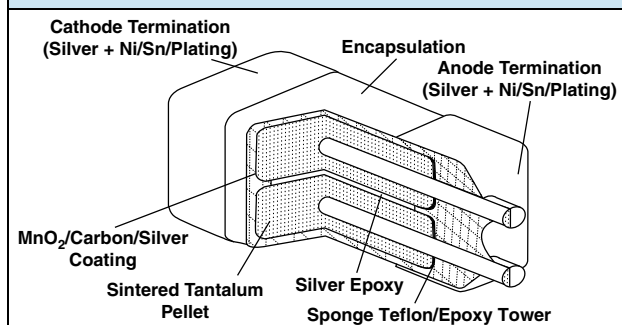 Cathode Termination
(Silver + Ni/Sn/Plating)
Encapsulation
Anode Termination
(Silver + Ni/Sn/Plating)
MnO₂/Carbon/Silver
Coating
Sintered Tantalum
Pellet
Silver Epoxy
Sponge Teflon/Epoxy Tower